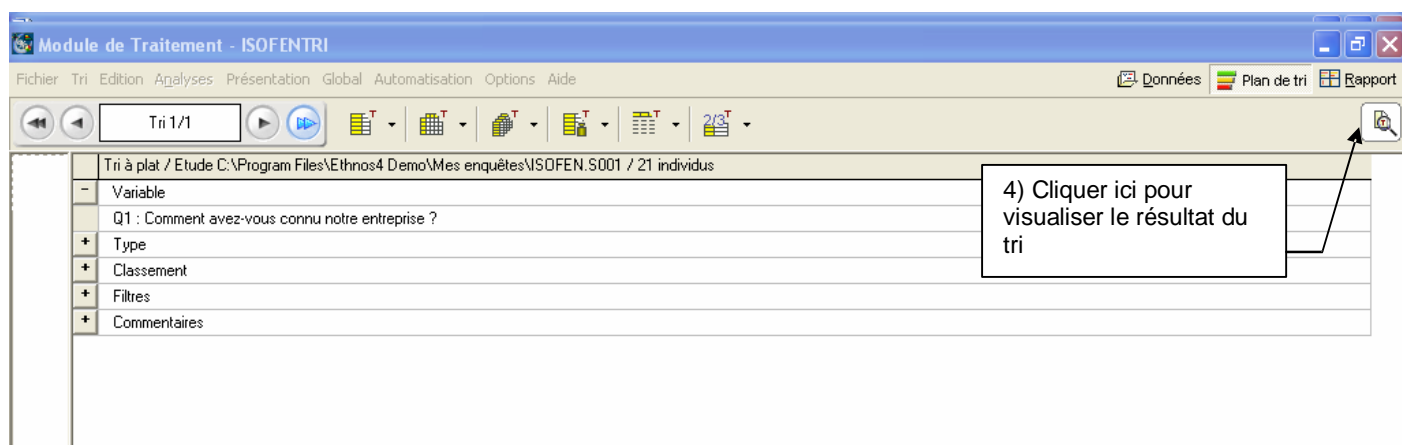 Module de Traitement - ISOFENTRI
Fichier Tri Edition Analyses Présentation Global Automatisation Options Aide Données Plan de tri Rapport
Tri 1/1 T T T T T 2/3 T
Tri à plat / Etude C:\Program Files\Ethnos4 Demo\Mes enquêtes\ISOFEN.S001 / 21 individus
- Variable
Q1 : Comment avez-vous connu notre entreprise ?
+ Type
+ Classement
+ Filtres
+ Commentaires
4) Cliquer ici pour
visualiser le résultat du
tri